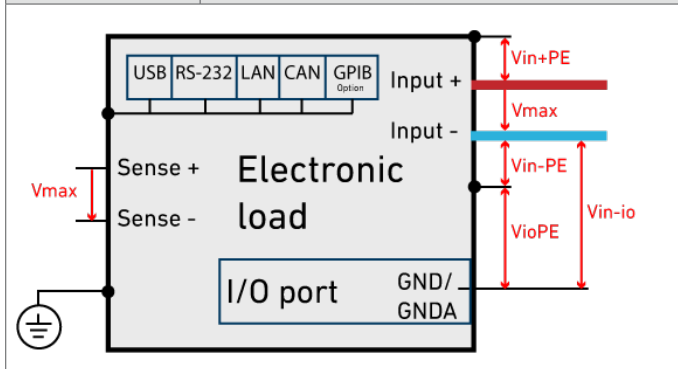 USB RS-232 LAN CAN GPIB
Option
Input +
Input -
Vin+PE
Vmax
Vin-PE
VioPE
Vin-io
Sense +
Sense -
Vmax
Electronic
load
I/O port
GND/
GNDA